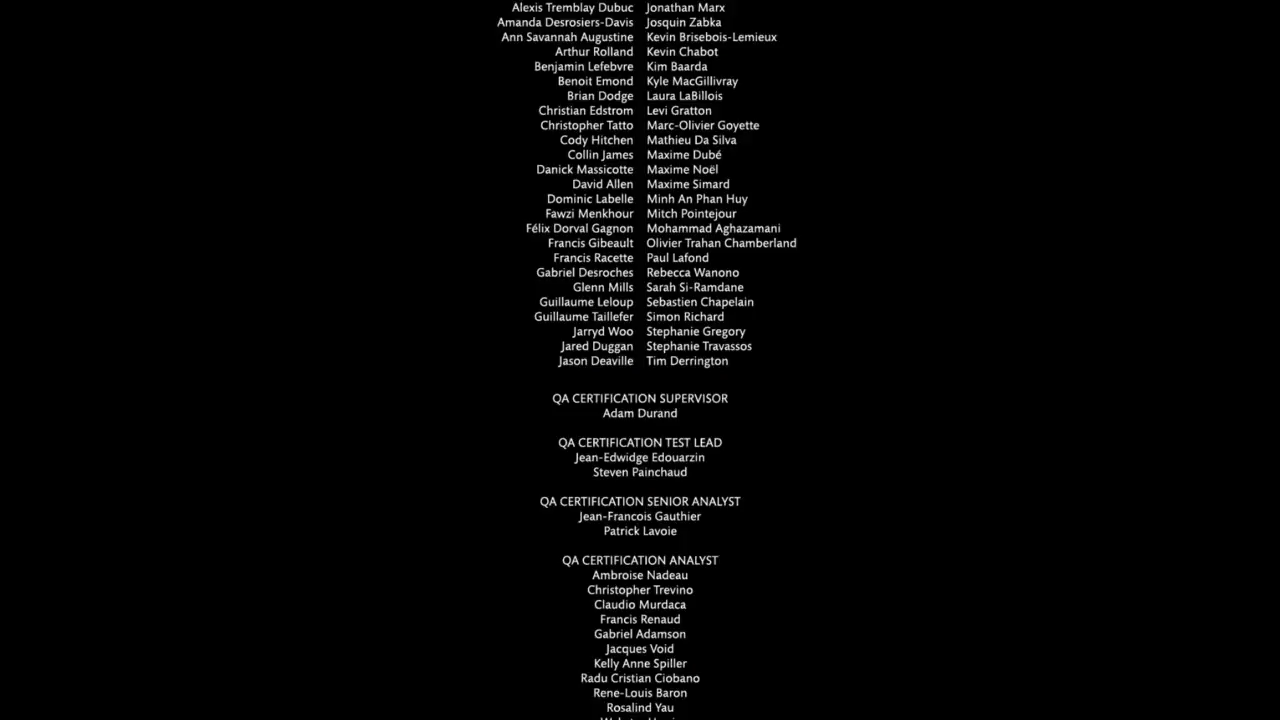 Alexis Tremblay Dubuc Jonathan Marx
Amanda Desrosiers-Davis Josquin Zabka
Ann Savannah Augustine Kevin Brisebois-Lemieux
Arthur Rolland Kevin Chabot
Benjamin Lefebvre Kim Baarda
Benoit Emond Kyle MacGillivray
Brian Dodge Laura LaBillois
Christian Edstrom Levi Gratton
Christopher Tatto Marc-Olivier Goyette
Cody Hitchen Mathieu Da Silva
Collin James Maxime Dubé
Danick Massicotte Maxime Noël
David Allen Maxime Simard
Dominic Labelle Minh An Phan Huy
Fawzi Menkhour Mitch Pointejour
Félix Dorval Gagnon Mohammad Aghazamani
Francis Gibeault Olivier Trahan Chamberland
Francis Racette Paul Lafond
Gabriel Desroches Rebecca Wanono
Glenn Mills Sarah Si-Ramdane
Guillaume Leloup Sebastien Chapelain
Guillaume Taillefer Simon Richard
Jarryd Woo Stephanie Gregory
Jared Duggan Stephanie Travassos
Jason Deaville Tim Derrington
QA CERTIFICATION SUPERVISOR
Adam Durand
QA CERTIFICATION TEST LEAD
Jean-Edwidge Edouarzin
Steven Painchaud
QA CERTIFICATION SENIOR ANALYST
Jean-Francois Gauthier
Patrick Lavoie
QA CERTIFICATION ANALYST
Ambroise Nadeau
Christopher Trevino
Claudio Murdaca
Francis Renaud
Gabriel Adamson
Jacques Void
Kelly Anne Spiller
Radu Cristian Ciobano
Rene-Louis Baron
Rosalind Yau